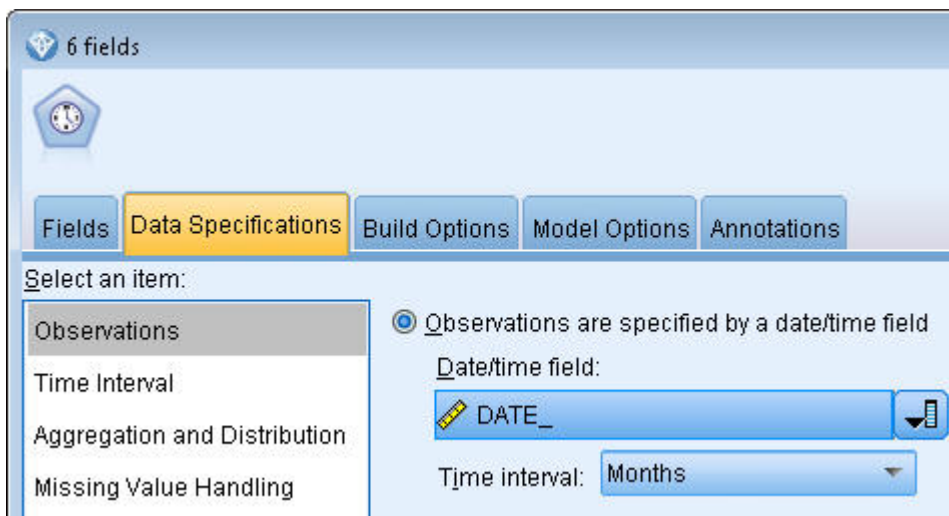 6 fields
Fields
Data Specifications
Build Options
Model Options
Annotations
Select an item:
Observations
Time Interval
Aggregation and Distribution
Missing Value Handling
Observations are specified by a date/time field
Date/time field:
DATE_
Time interval:
Months